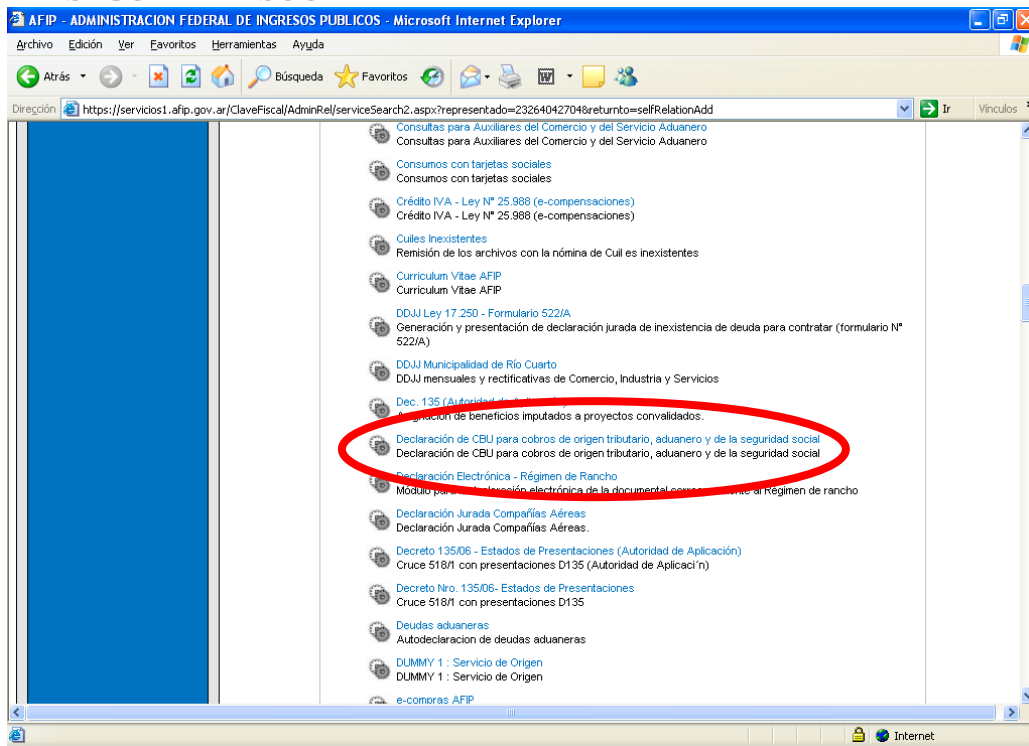 AFIP - ADMINISTRACION FEDERAL DE INGRESOS PUBLICOS - Microsoft Internet Explorer
Archivo Edición Ver Favoritos Herramientas Ayuda
Atrás Búsqueda Favoritos
Dirección https://servicios1.afip.gov.ar/ClaveFiscal/AdminRel/serviceSearch2.aspx?representado=23264042704&returnto=selfRelationAdd Ir Vínculos
Consultas para Auxiliares del Comercio y del Servicio Aduanero
Consultas para Auxiliares del Comercio y del Servicio Aduanero
Consumos con tarjetas sociales
Consumos con tarjetas sociales
Crédito IVA - Ley N° 25.988 (e-compensaciones)
Crédito IVA - Ley N° 25.988 (e-compensaciones)
Cuiles Inexistentes
Remisión de los archivos con la nómina de Cuil es inexistentes
Curriculum Vitae AFIP
Curriculum Vitae AFIP
DDJJ Ley 17.250 - Formulario 522/A
Generación y presentación de declaración jurada de inexistencia de deuda para contratar (formulario N°
522/A)
DDJJ Municipalidad de Río Cuarto
DDJJ mensuales y rectificativas de Comercio, Industria y Servicios
Dec. 135 (Autoridad de
de beneficios imputados a proyectos convalidados.
Declaración de CBU para cobros de origen tributario, aduanero y de la seguridad social
Declaración de CBU para cobros de origen tributario, aduanero y de la seguridad social
Declaración Electrónica - Régimen de Rancho
Módulo para electrónica de la documental al Régimen de rancho
Declaración Jurada Compañías Aéreas
Declaración Jurada Compañías Aéreas.
Decreto 135/06 - Estados de Presentaciones (Autoridad de Aplicación)
Cruce 518/1 con presentaciones D135 (Autoridad de Aplicaci´n)
Decreto Nro. 135/06- Estados de Presentaciones
Cruce 518/1 con presentaciones D135
Deudas aduaneras
Autodeclaracion de deudas aduaneras
DUMMY 1 : Servicio de Origen
DUMMY 1 : Servicio de Origen
e-compras AFIP
Internet